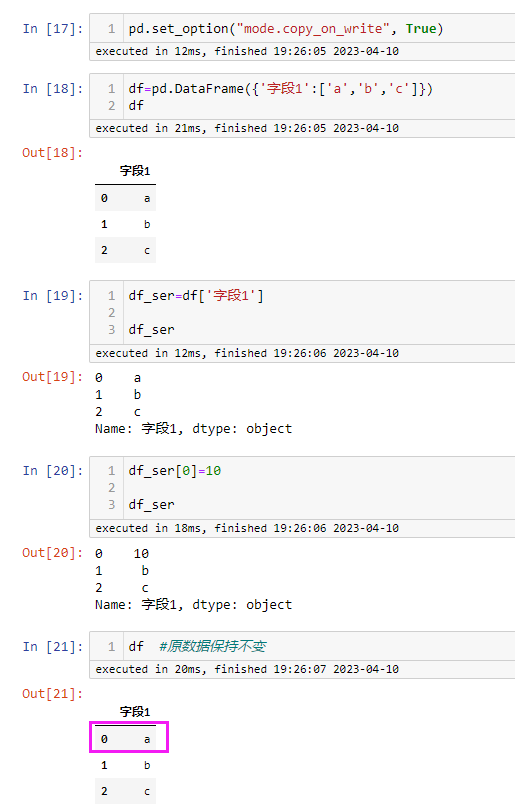 In [17]: 1 pd.set_option("mode.copy_on_write", True)
executed in 12ms, finished 19:26:05 2023-04-10
In [18]: 1 df=pd.DataFrame({'字段1':['a','b','c']})
2 df
executed in 21ms, finished 19:26:05 2023-04-10
Out[18]:
字段1
0 a
1 b
2 c
In [19]: 1 df_ser=df['字段1']
2
3 df_ser
executed in 12ms, finished 19:26:06 2023-04-10
Out[19]: 0 a
1 b
2 c
Name: 字段1, dtype: object
In [20]: 1 df_ser[0]=10
2
3 df_ser
executed in 18ms, finished 19:26:06 2023-04-10
Out[20]: 0 10
1 b
2 c
Name: 字段1, dtype: object
In [21]: 1 df #原数据保持不变
executed in 20ms, finished 19:26:07 2023-04-10
Out[21]:
字段1
0 a
1 b
2 c